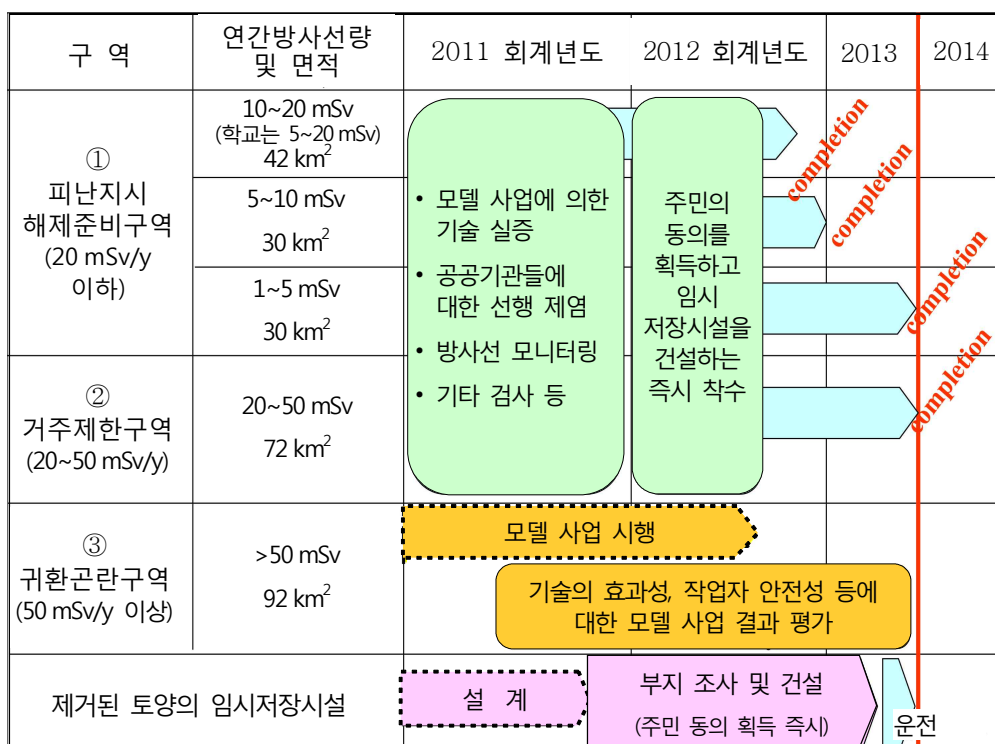 구 역
연간방사선량
및 면적
2011 회계년도
2012 회계년도
2013
2014
①
피난지시
해제준비구역
(20 mSv/y
이하)
10~20 mSv
(학교는 5~20 mSv)
42 km²
5~10 mSv
30 km²
1~5 mSv
30 km²
• 모델 사업에 의한
기술 실증
• 공공기관들에
대한 선행 제염
• 방사선 모니터링
• 기타 검사 등
주민의
동의를
획득하고
임시
저장시설을
건설하는
즉시 착수
completion
completion
completion
completion
②
거주제한구역
(20~50 mSv/y)
20~50 mSv
72 km²
③
귀환곤란구역
(50 mSv/y 이상)
>50 mSv
92 km²
모델 사업 시행
기술의 효과성, 작업자 안전성 등에
대한 모델 사업 결과 평가
제거된 토양의 임시저장시설
설 계
부지 조사 및 건설
(주민 동의 획득 즉시)
운전